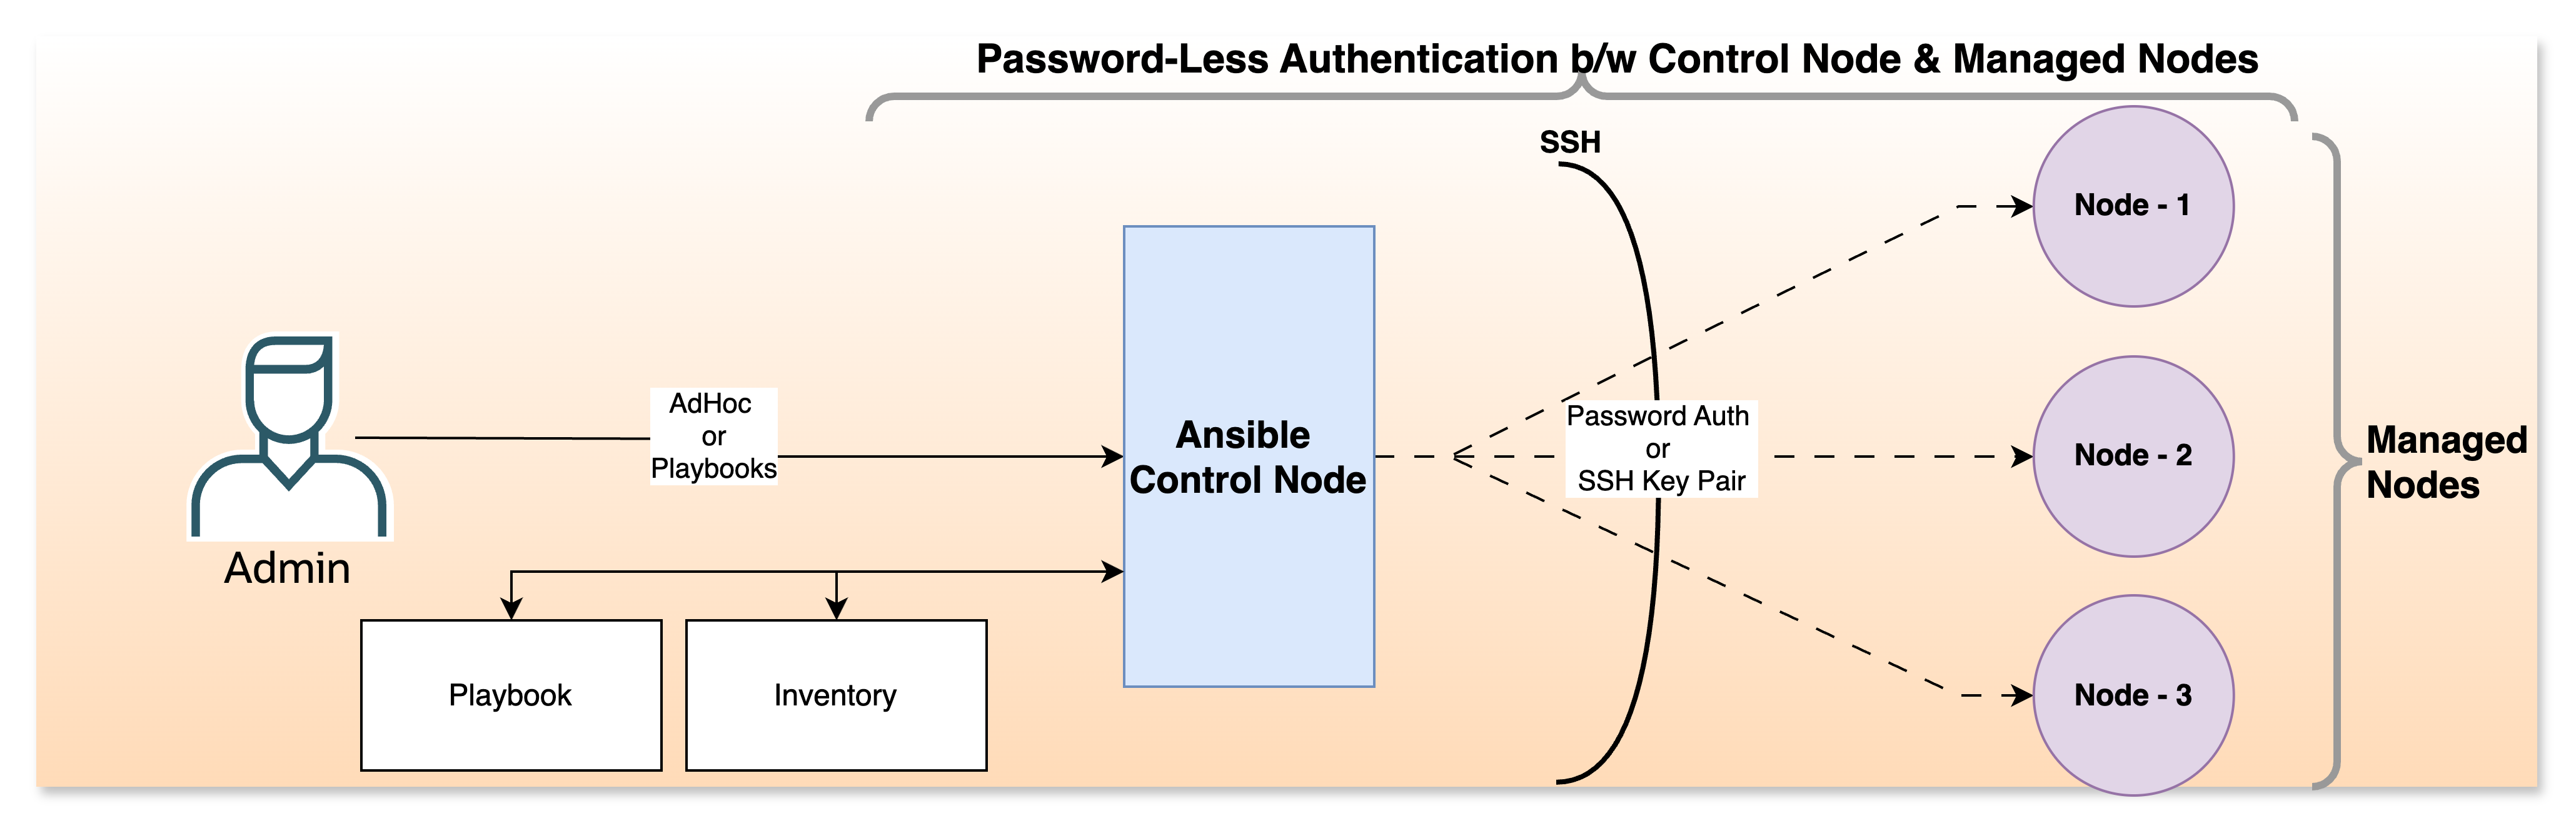 Password-Less Authentication b/w Control Node & Managed Nodes
SSH
Node - 1
AdHoc
or
Playbooks
Ansible
Control Node
Password Auth
or
SSH Key Pair
Node - 2
Managed
Nodes
Admin
Playbook
Inventory
Node - 3